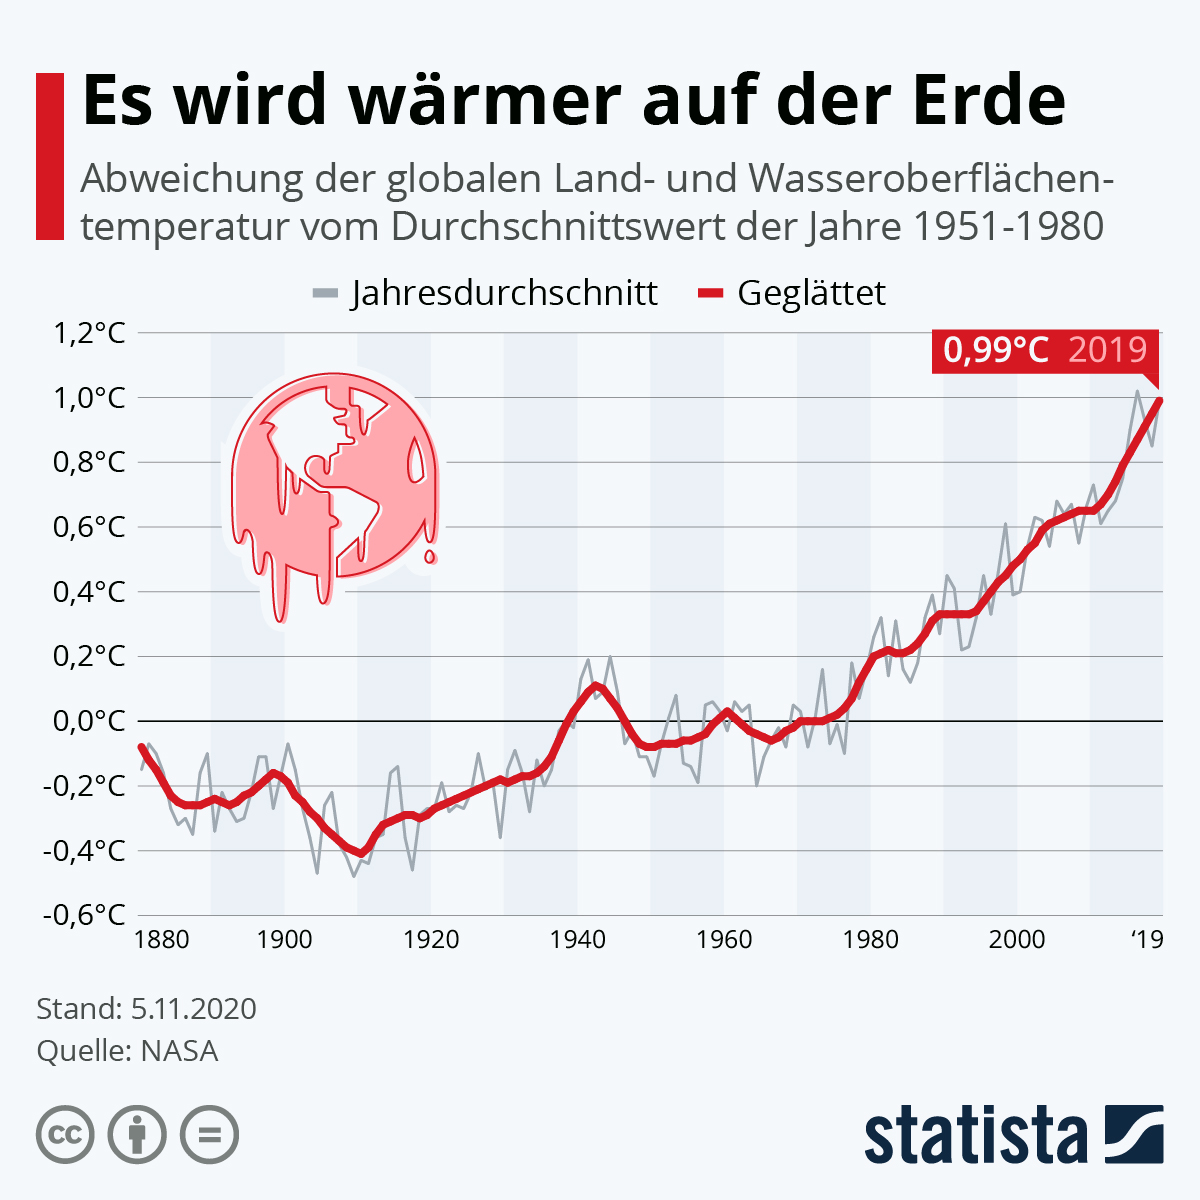 Es wird wärmer auf der Erde
Abweichung der globalen Land- und Wasseroberflächen-
temperatur vom Durchschnittswert der Jahre 1951-1980
Jahresdurchschnitt Geglättet
1,2°C
0,99°C 2019
1,0°C
0,8°C
0,6°C
0,4°C
0,2°C
0,0°C
-0,2°C
-0,4°C
-0,6°C
1880 1900 1920 1940 1960 1980 2000 ‘19
Stand: 5.11.2020
Quelle: NASA
cc =
statista